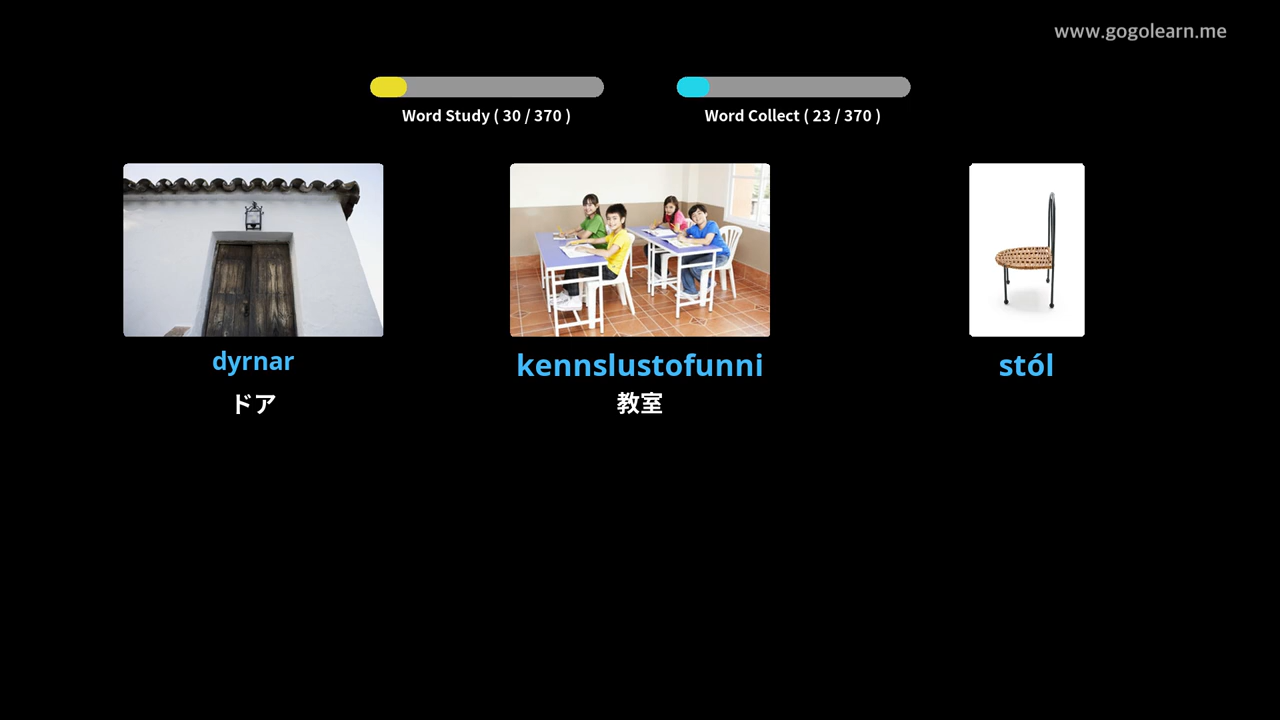 www.gogolearn.me
Word Study ( 30 / 370 )
Word Collect ( 23 / 370 )
dyrnar
ドア
kennslustofunni
教室
stól